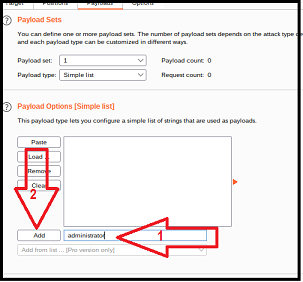 Target Positions Payloads Options
Payload Sets
You can define one or more payload sets. The number of payload sets depends on the attack type de
and each payload type can be customized in different ways.
Payload set: 1 Payload count: 0
Payload type: Simple list Request count: 0
Payload Options [Simple list]
This payload type lets you configure a simple list of strings that are used as payloads.
Paste
Load ...
Remove
Clear
2
Add administrator 1
Add from list ... [Pro version only]